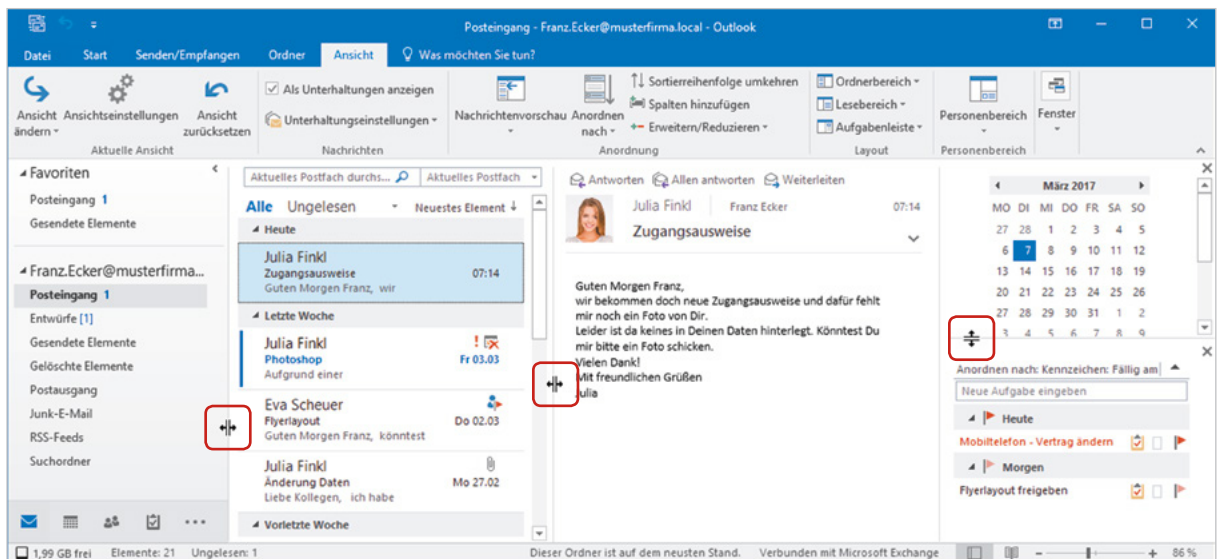 Posteingang - Franz.Ecker@musterfirma.local - Outlook
Datei Start Senden/Empfangen Ordner Ansicht Was möchten Sie tun?
Ansicht ändern
Ansichtseinstellungen
Ansicht zurücksetzen
Aktuelle Ansicht
Als Unterhaltungen anzeigen
Unterhaltungseinstellungen
Nachrichten
Nachrichtenvorschau
Anordnen nach
Sortierreihenfolge umkehren
Spalten hinzufügen
Erweitern/Reduzieren
Anordnung
Ordnerbereich
Lesebereich
Aufgabenleiste
Layout
Personenbereich
Personenbereich
Fenster
Favoriten
Posteingang 1
Gesendete Elemente
Franz.Ecker@musterfirma...
Posteingang 1
Entwürfe [1]
Gesendete Elemente
Gelöschte Elemente
Postausgang
Junk-E-Mail
RSS-Feeds
Suchordner
Aktuelles Postfach durchs... Aktuelles Postfach
Alle Ungelesen Neuestes Element ↓
Heute
Julia Finkl
Zugangsausweise 07:14
Guten Morgen Franz, wir
Letzte Woche
Julia Finkl
Photoshop Fr 03.03
Aufgrund einer
Eva Scheuer
Flyerlayout Do 02.03
Guten Morgen Franz, könntest
Julia Finkl
Änderung Daten Mo 27.02
Liebe Kollegen, ich habe
Vorletzte Woche
Antworten Allen antworten Weiterleiten
Julia Finkl Franz Ecker 07:14
Zugangsausweise
Guten Morgen Franz,
wir bekommen doch neue Zugangsausweise und dafür fehlt
mir noch ein Foto von Dir.
Leider ist da keines in Deinen Daten hinterlegt. Könntest Du
mir bitte ein Foto schicken.
Vielen Dank!
Mit freundlichen Grüßen
Julia
März 2017
MO DI MI DO FR SA SO
27 28 1 2 3 4 5
6 7 8 9 10 11 12
13 14 15 16 17 18 19
20 21 22 23 24 25 26
27 28 29 30 31 1 2
3 4 5 6 7 8 9
Anordnen nach: Kennzeichen: Fällig am
Neue Aufgabe eingeben
Heute
Mobiltelefon - Vertrag ändern
Morgen
Flyerlayout freigeben
1,99 GB frei Elemente: 21 Ungelesen: 1 Dieser Ordner ist auf dem neusten Stand. Verbunden mit Microsoft Exchange 86 %